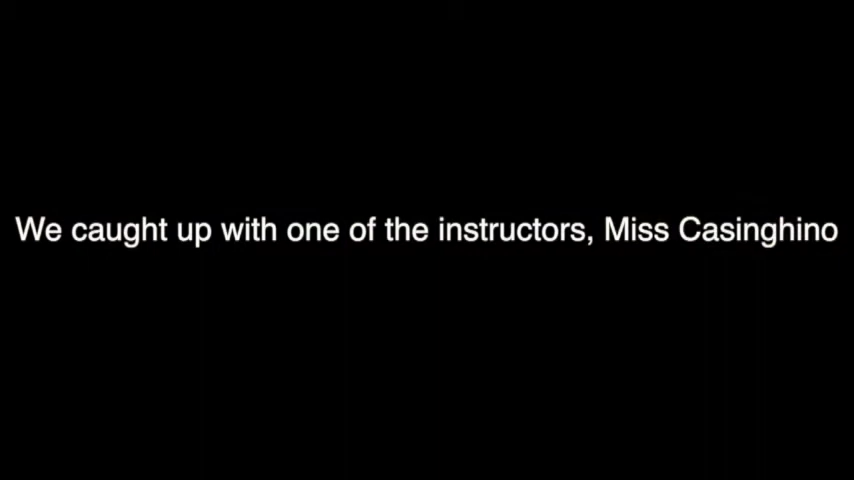 We caught up with one of the instructors, Miss Casinghino